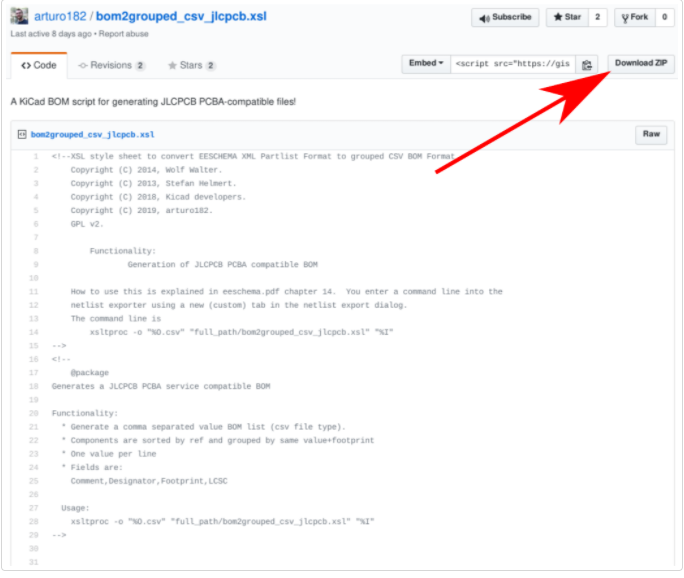 arturo182 / bom2grouped_csv_jlcpcb.xsl
Subscribe
Star 2
Fork 0
Last active 8 days ago • Report abuse
Code
Revisions 2
Stars 2
Embed
<script src="https://gis
Download ZIP
A KiCad BOM script for generating JLCPCB PCBA-compatible files!
bom2grouped_csv_jlcpcb.xsl
Raw
1 <!--XSL style sheet to convert EESCHEMA XML Partlist Format to grouped CSV BOM Format
2 Copyright (C) 2014, Wolf Walter.
3 Copyright (C) 2013, Stefan Helmert.
4 Copyright (C) 2018, Kicad developers.
5 Copyright (C) 2019, arturo182.
6 GPL v2.
7
8 Functionality:
9 Generation of JLCPCB PCBA compatible BOM
10
11 How to use this is explained in eeschema.pdf chapter 14. You enter a command line into the
12 netlist exporter using a new (custom) tab in the netlist export dialog.
13 The command line is
14 xsltproc -o "%O.csv" "full_path/bom2grouped_csv_jlcpcb.xsl" "%I"
15 -->
16 <!--
17 @package
18 Generates a JLCPCB PCBA service compatible BOM
19
20 Functionality:
21 * Generate a comma separated value BOM list (csv file type).
22 * Components are sorted by ref and grouped by same value+footprint
23 * One value per line
24 * Fields are:
25 Comment,Designator,Footprint,LCSC
26
27 Usage:
28 xsltproc -o "%O.csv" "full_path/bom2grouped_csv_jlcpcb.xsl" "%I"
29 -->
30
31